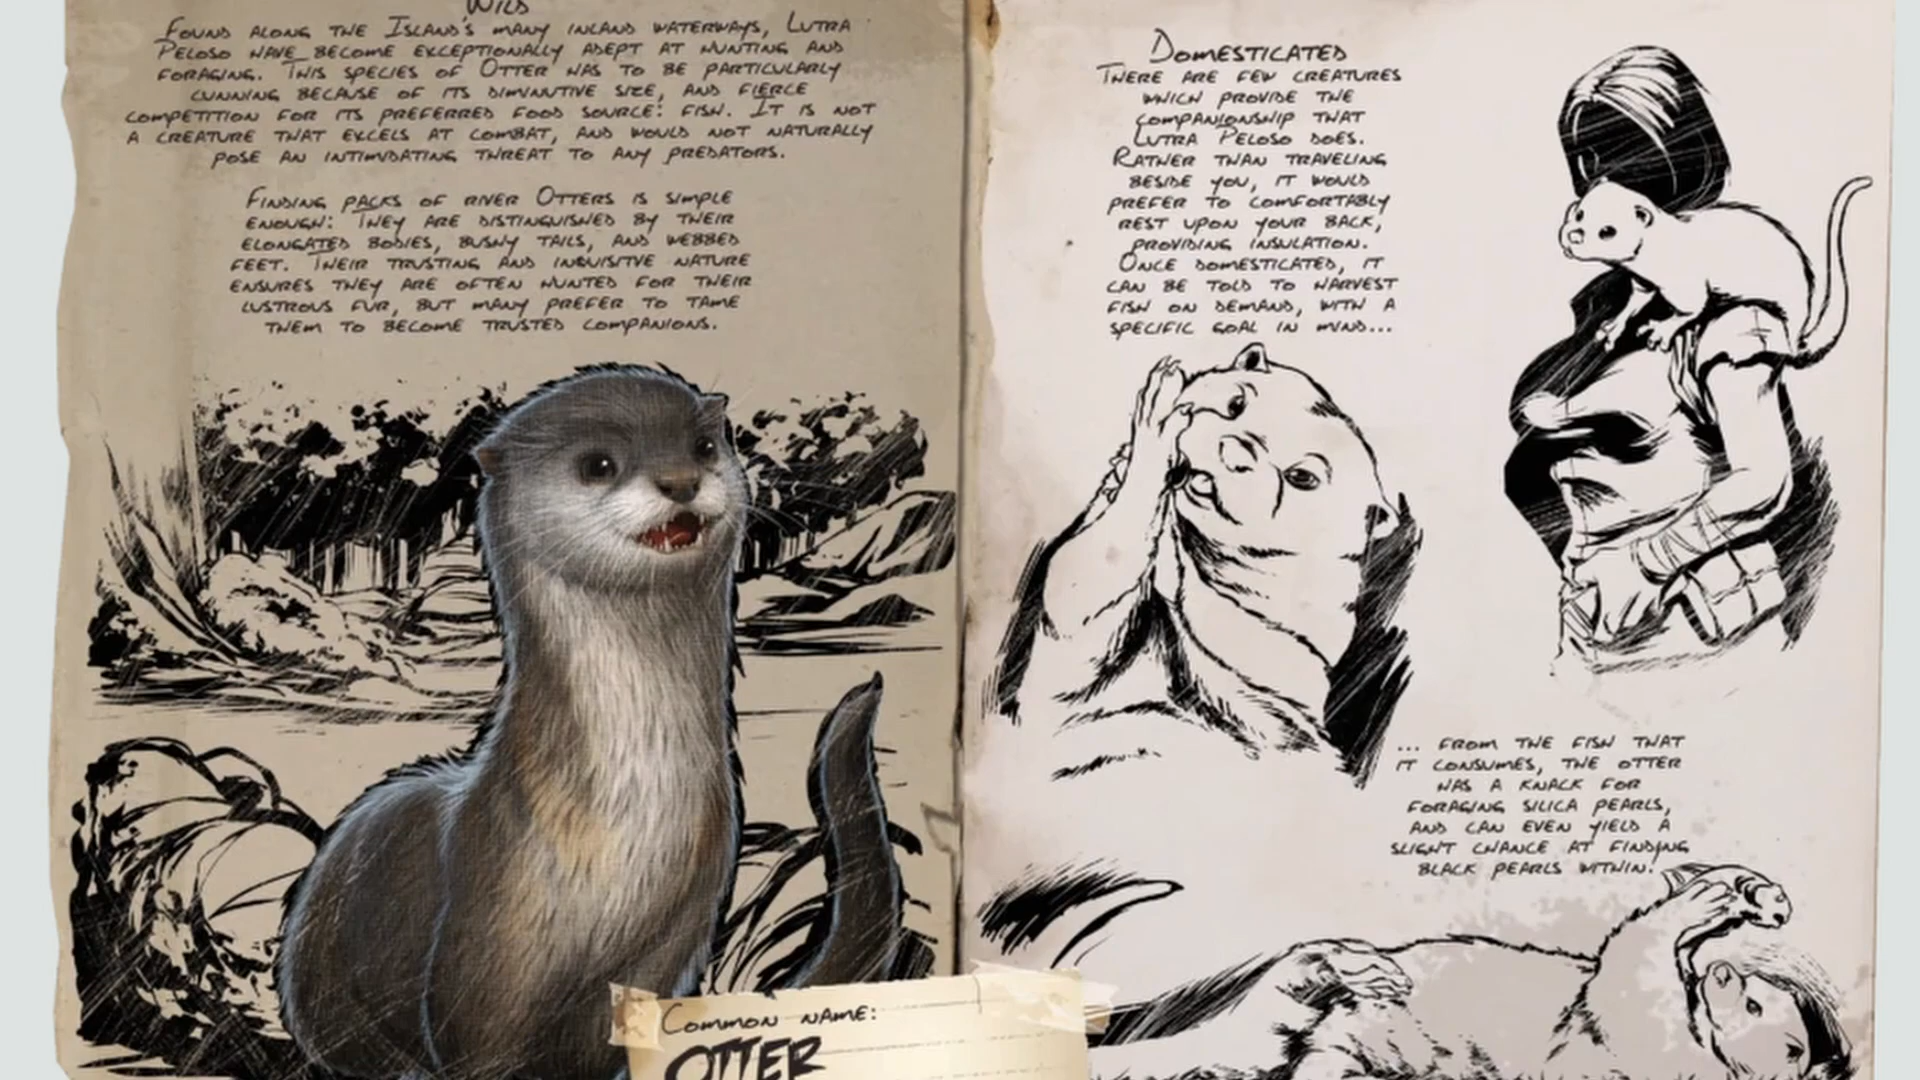 Wild
Found along the Island's many inland waterways, Lutra
Peloso have become exceptionally adept at hunting and
foraging. This species of Otter has to be particularly
cunning because of its diminutive size, and fierce
competition for its preferred food source: fish. It is not
a creature that excels at combat, and would not naturally
pose an intimidating threat to any predators.
Finding packs of river Otters is simple
enough: They are distinguished by their
elongated bodies, bushy tails, and webbed
feet. Their trusting and inquisitve nature
ensures they are often hunted for their
lustrous fur, but many prefer to tame
them to become trusted companions.
Common name:
OTTER
Domesticated
There are few creatures
which provide the
companionship that
Lutra Peloso does.
Rather than traveling
beside you, it would
prefer to comfortably
rest upon your back,
providing insulation.
Once domesticated, it
can be told to harvest
fish on demand, with a
specific goal in mind...
... from the fish that
it consumes, the otter
has a knack for
foraging silica pearls,
and can even yield a
slight chance at finding
black pearls within.